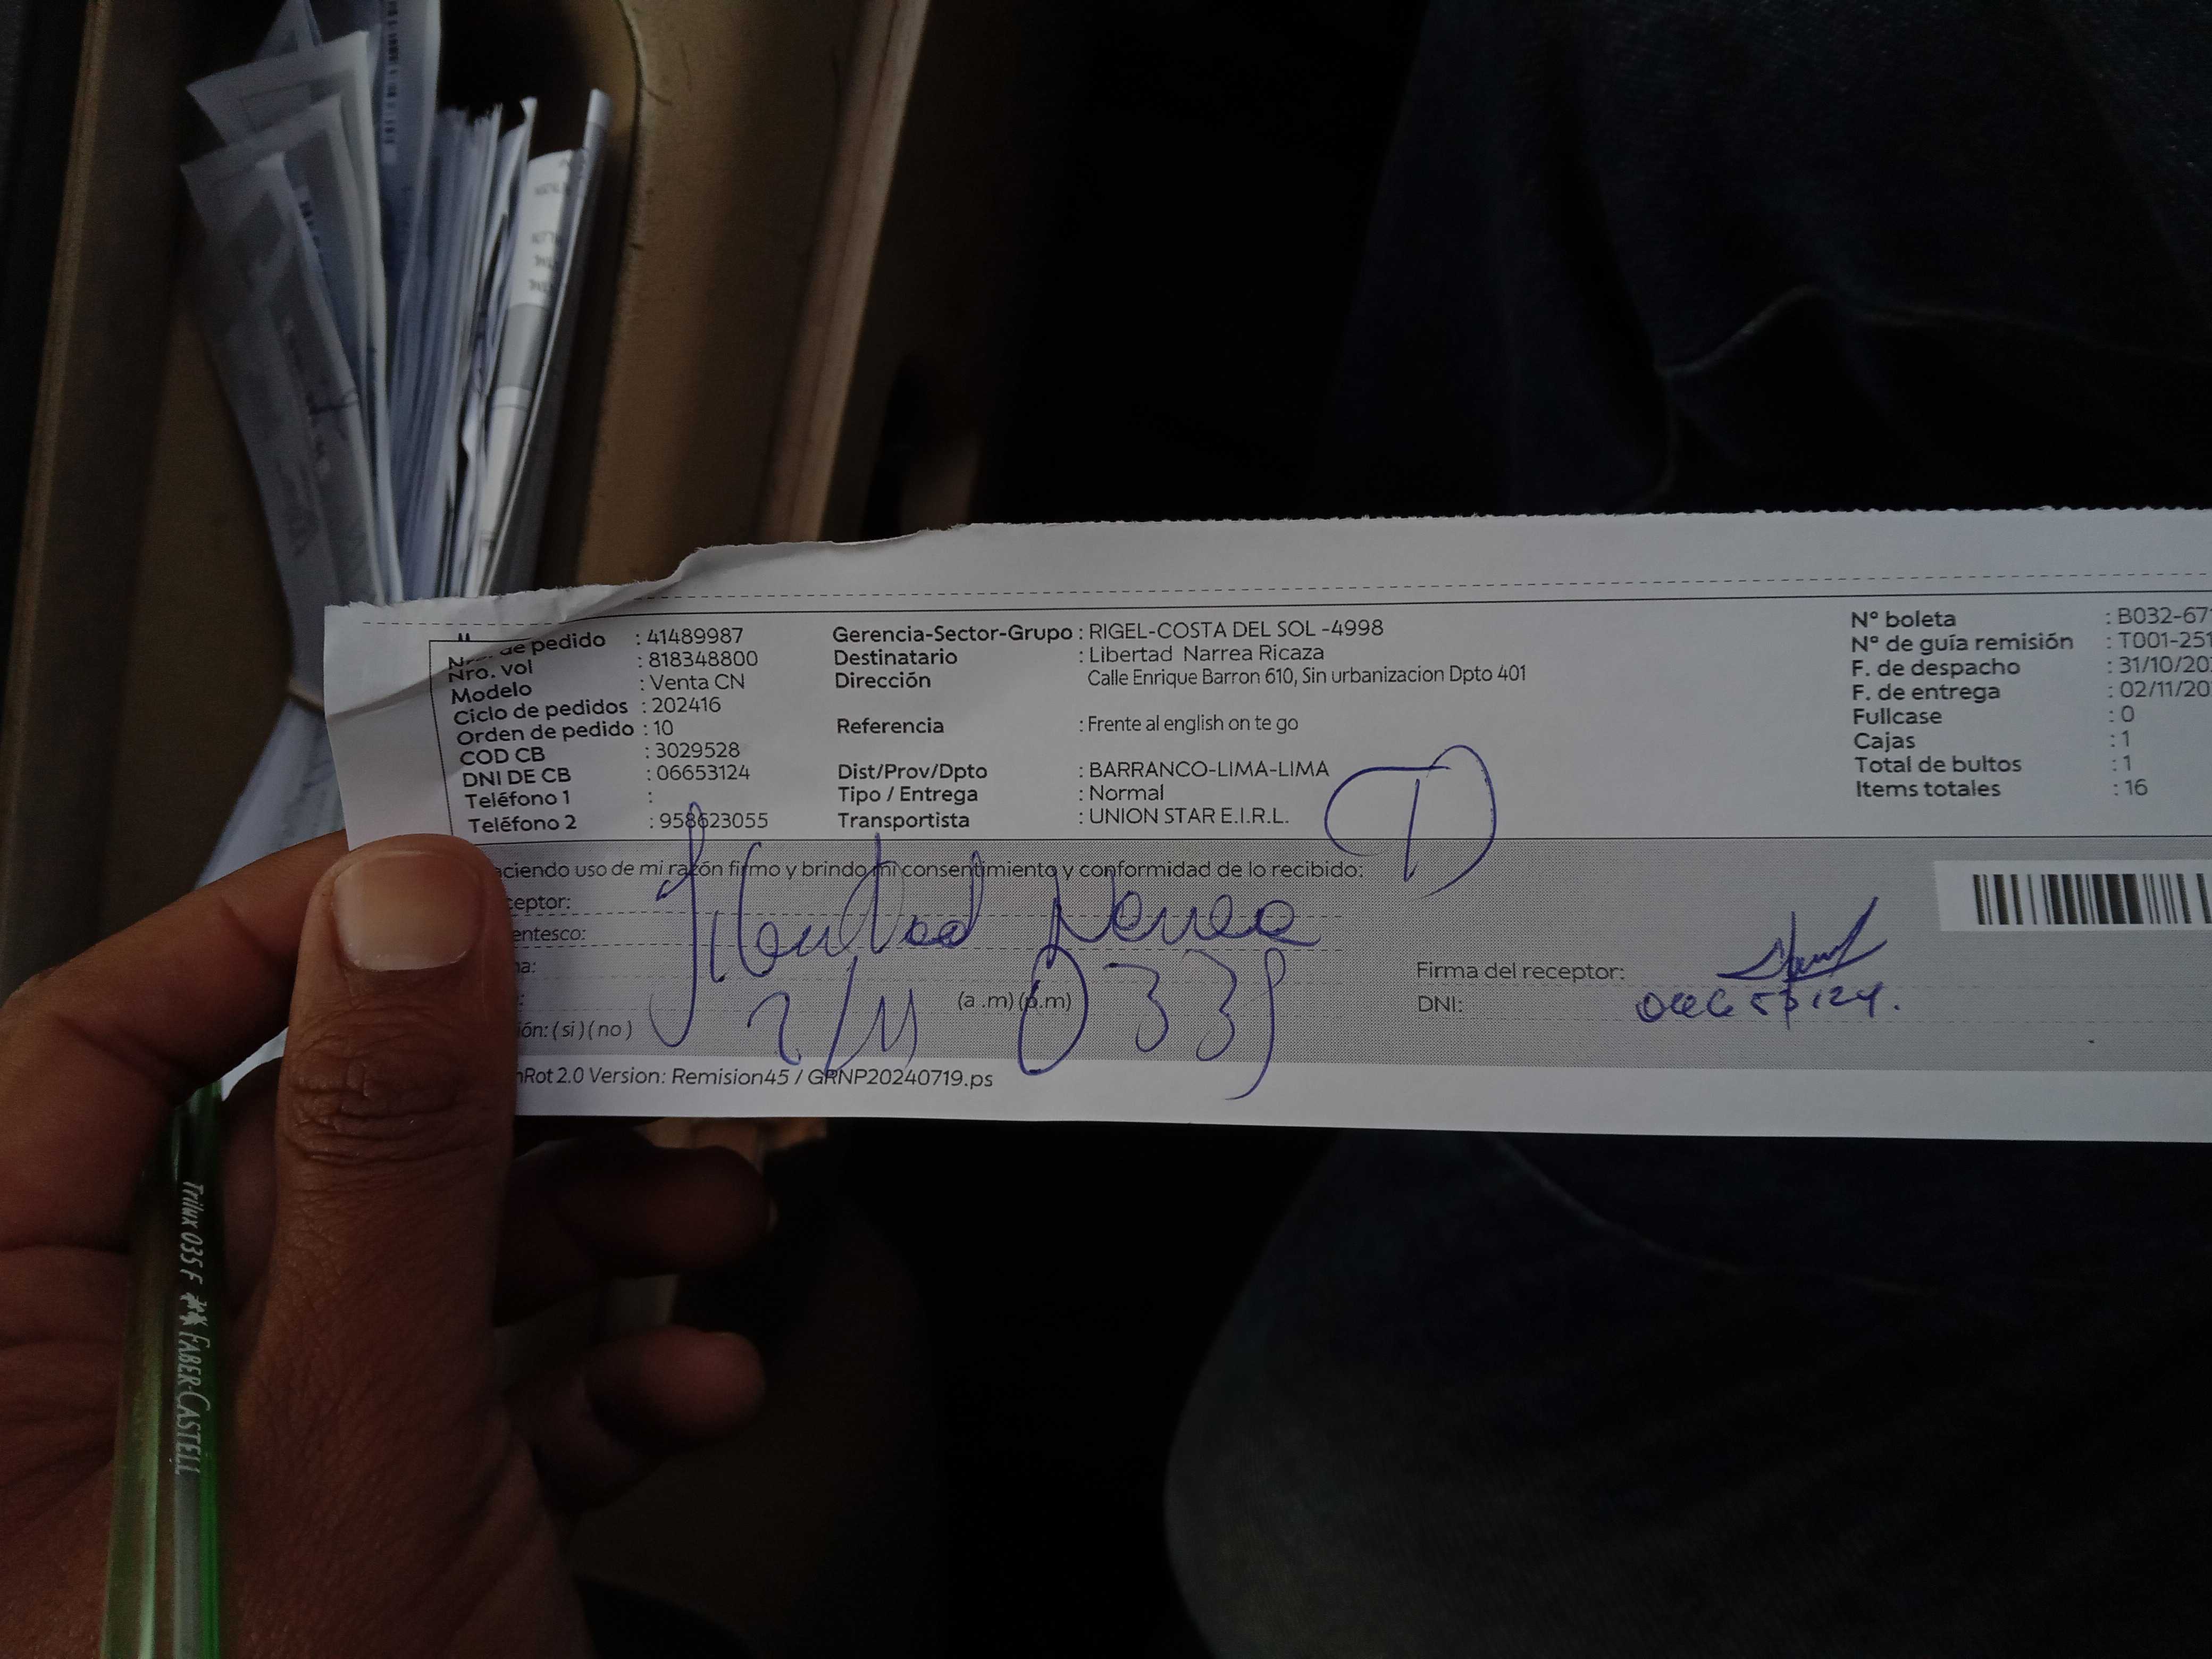 de pedido : 41489987
Nro. vol : 818348800
Modelo : Venta CN
Ciclo de pedidos : 202416
Orden de pedido : 10
COD CB : 3029528
DNI DE CB : 06653124
Teléfono 1 :
Teléfono 2 : 958623055
Gerencia-Sector-Grupo : RIGEL-COSTA DEL SOL -4998
Destinatario : Libertad Narrea Ricaza
Dirección Calle Enrique Barron 610, Sin urbanizacion Dpto 401
Referencia : Frente al english on te go
Dist/Prov/Dpto : BARRANCO-LIMA-LIMA
Tipo / Entrega : Normal
Transportista : UNION STAR E.I.R.L.
Nº boleta : B032-67
Nº de guía remisión : T001-251
F. de despacho : 31/10/20
F. de entrega : 02/11/20
Fullcase : 0
Cajas : 1
Total de bultos : 1
Items totales : 16
ciendo uso de mi razón firmo y brindo mi consentimiento y conformidad de lo recibido:
ceptor: Libertad Narrea
entesco:
na:
2/11 (a .m) (p.m)
ión: ( si ) ( no )
Firma del receptor:
DNI: 06653124.
nRot 2.0 Version: Remision45 / GRNP20240719.ps
Trilux 035 F FABER-CASTELL